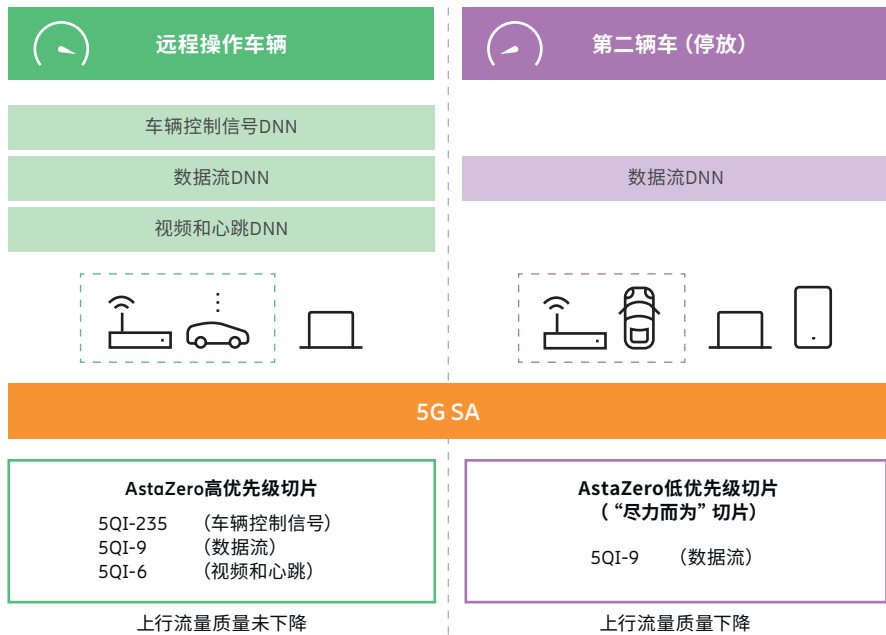 远程操作车辆
第二辆车（停放）
车辆控制信号DNN
数据流DNN
视频和心跳DNN
数据流DNN
5G SA
AstaZero高优先级切片
5QI-235 （车辆控制信号）
5QI-9 （数据流）
5QI-6 （视频和心跳）
上行流量质量未下降
AstaZero低优先级切片
（“尽力而为”切片）
5QI-9 （数据流）
上行流量质量下降